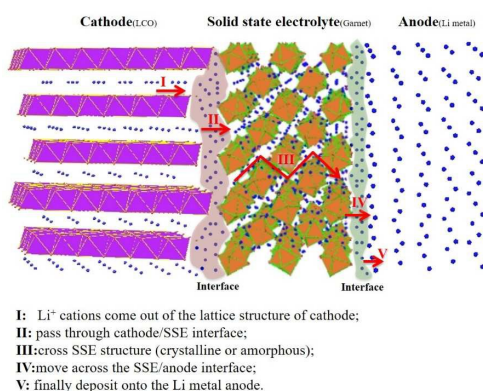 Cathode(LCO) Solid state electrolyte(Garnet) Anode(Li metal)
I
II
III
IV
V
Interface Interface
I: Li⁺ cations come out of the lattice structure of cathode;
II: pass through cathode/SSE interface;
III:cross SSE structure (crystalline or amorphous);
IV:move across the SSE/anode interface;
V: finally deposit onto the Li metal anode.